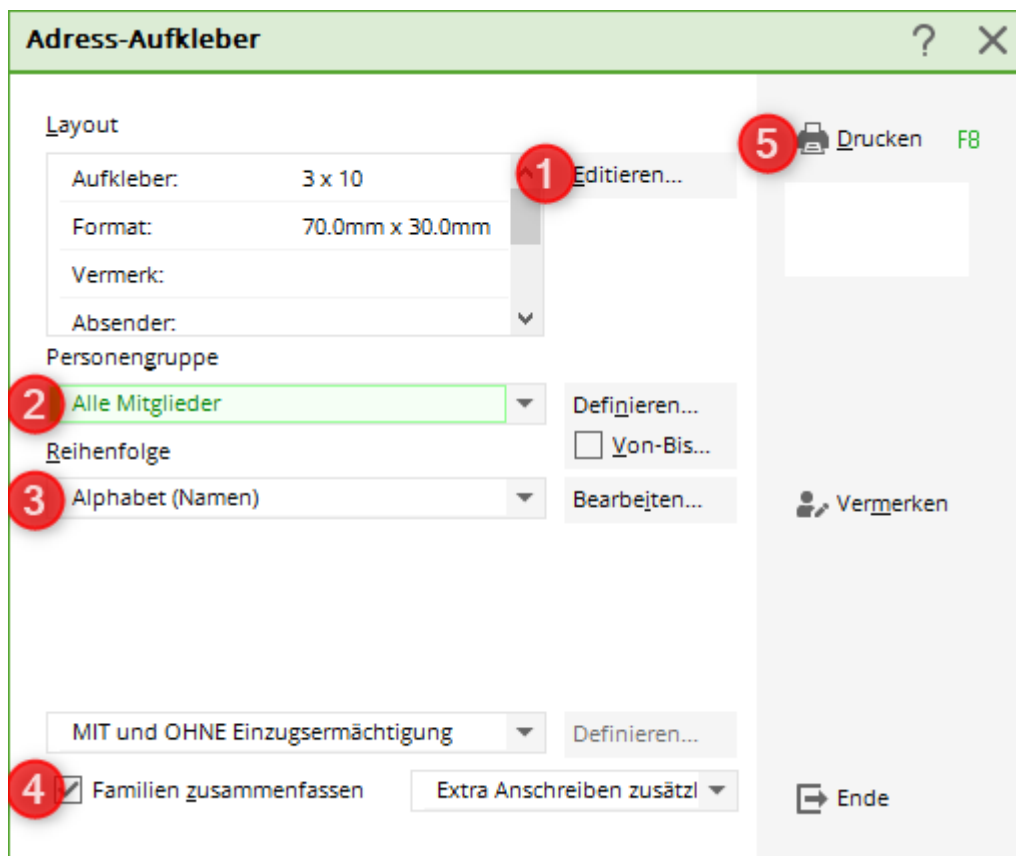 Adress-Aufkleber ?
Layout
Aufkleber: 3 x 10
1 Editieren...
Format: 70.0mm x 30.0mm
Vermerk:
Absender:
5 Drucken F8
Personengruppe
2 Alle Mitglieder
Definieren...
Von-Bis...
Reihenfolge
3 Alphabet (Namen)
Bearbeiten...
Vermerken
MIT und OHNE Einzugsermächtigung
Definieren...
4 Familien zusammenfassen
Extra Anschreiben zusätzl
Ende